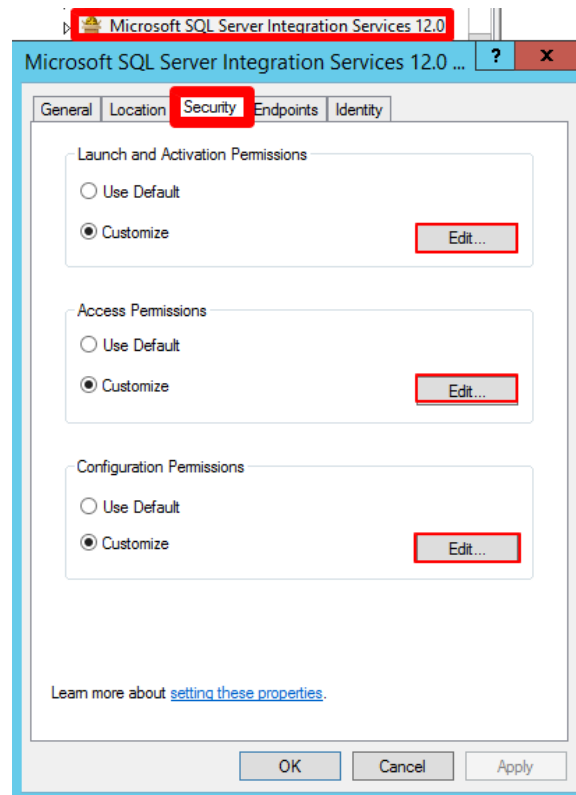 Microsoft SQL Server Integration Services 12.0
Microsoft SQL Server Integration Services 12.0 ... ? x
General Location Security Endpoints Identity
Launch and Activation Permissions
Use Default
Customize Edit...
Access Permissions
Use Default
Customize Edit...
Configuration Permissions
Use Default
Customize Edit...
Learn more about setting these properties.
OK Cancel Apply